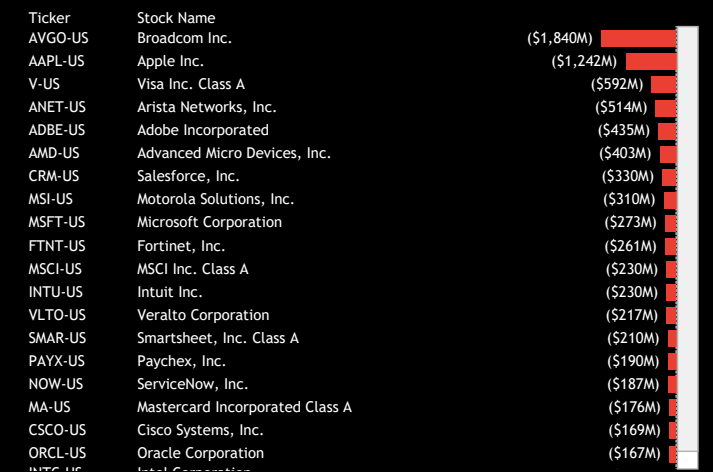 Ticker Stock Name
AVGO-US Broadcom Inc. ($1,840M)
AAPL-US Apple Inc. ($1,242M)
V-US Visa Inc. Class A ($592M)
ANET-US Arista Networks, Inc. ($514M)
ADBE-US Adobe Incorporated ($435M)
AMD-US Advanced Micro Devices, Inc. ($403M)
CRM-US Salesforce, Inc. ($330M)
MSI-US Motorola Solutions, Inc. ($310M)
MSFT-US Microsoft Corporation ($273M)
FTNT-US Fortinet, Inc. ($261M)
MSCI-US MSCI Inc. Class A ($230M)
INTU-US Intuit Inc. ($230M)
VLTO-US Veralto Corporation ($217M)
SMAR-US Smartsheet, Inc. Class A ($210M)
PAYX-US Paychex, Inc. ($190M)
NOW-US ServiceNow, Inc. ($187M)
MA-US Mastercard Incorporated Class A ($176M)
CSCO-US Cisco Systems, Inc. ($169M)
ORCL-US Oracle Corporation ($167M)